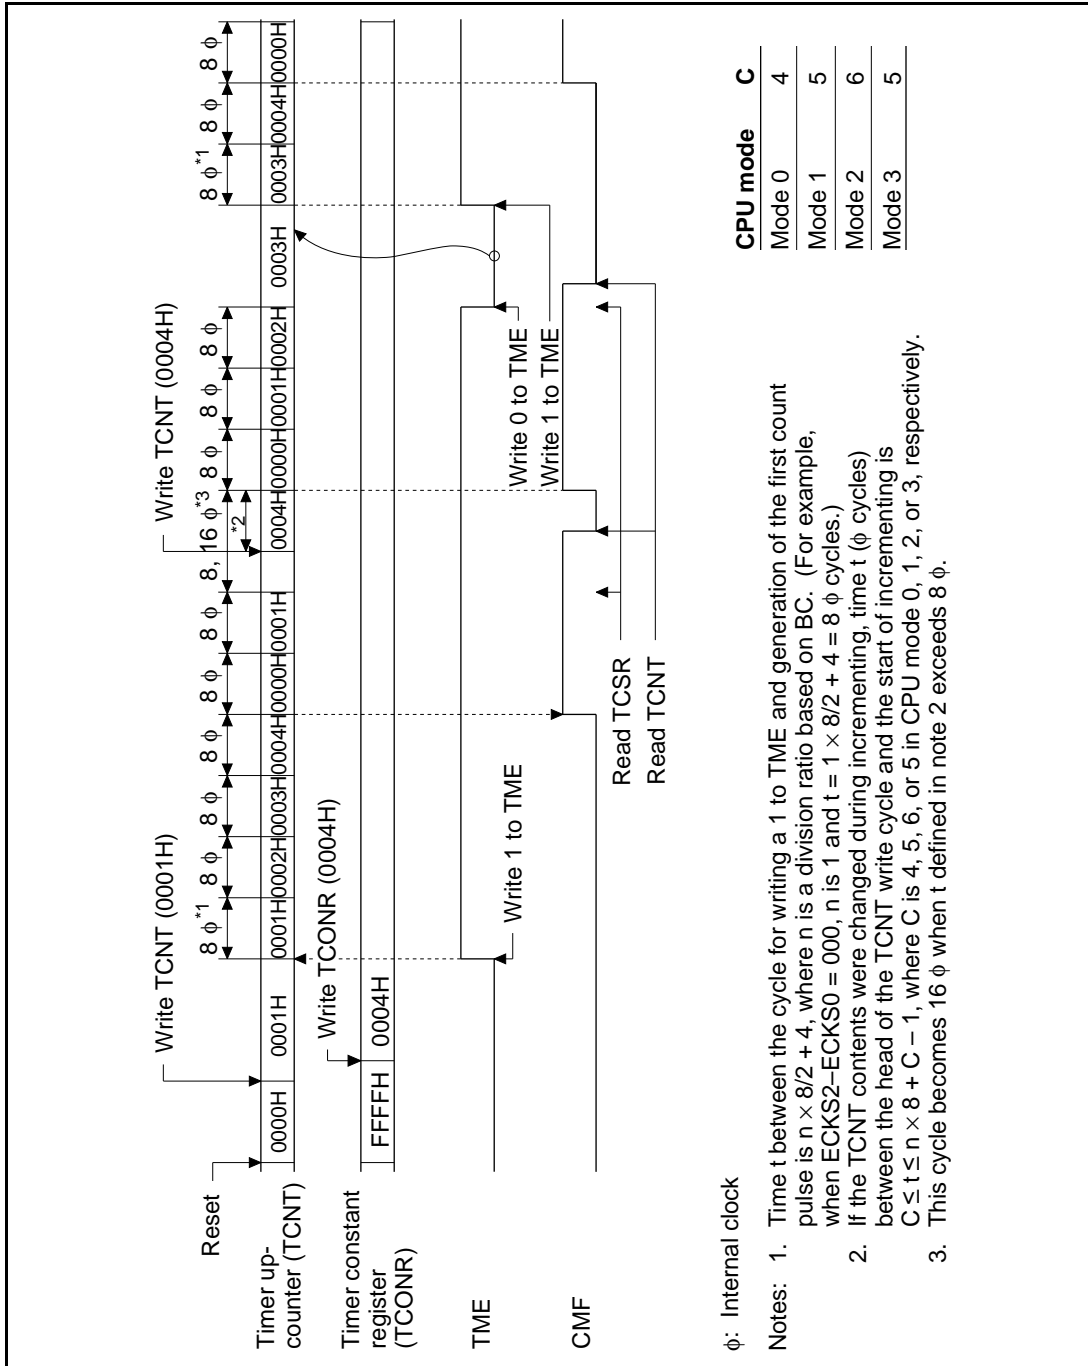 Reset
Write TCNT (0001H)
Write TCNT (0004H)
8 ϕ*1 8 ϕ 8 ϕ 8 ϕ 8 ϕ 8 ϕ 8, 16 ϕ*3 8 ϕ 8 ϕ 8 ϕ 8 ϕ*1 8 ϕ 8 ϕ
*2
Timer up-
counter (TCNT)
0000H 0001H 0001H 0002H 0003H 0004H 0000H 0001H 0004H 0000H 0001H 0002H 0003H 0003H 0004H 0000H
Write TCONR (0004H)
Timer constant
register
(TCONR)
FFFFH 0004H
TME
Write 1 to TME
Write 0 to TME
Write 1 to TME
CMF
Read TCSR
Read TCNT
ϕ: Internal clock
CPU mode C
Mode 0 4
Mode 1 5
Mode 2 6
Mode 3 5
Notes: 1. Time t between the cycle for writing a 1 to TME and generation of the first count
pulse is n × 8/2 + 4, where n is a division ratio based on BC. (For example,
when ECKS2–ECKS0 = 000, n is 1 and t = 1 × 8/2 + 4 = 8 ϕ cycles.)
2. If the TCNT contents were changed during incrementing, time t (ϕ cycles)
between the head of the TCNT write cycle and the start of incrementing is
C ≤ t ≤ n × 8 + C – 1, where C is 4, 5, 6, or 5 in CPU mode 0, 1, 2, or 3, respectively.
3. This cycle becomes 16 ϕ when t defined in note 2 exceeds 8 ϕ.